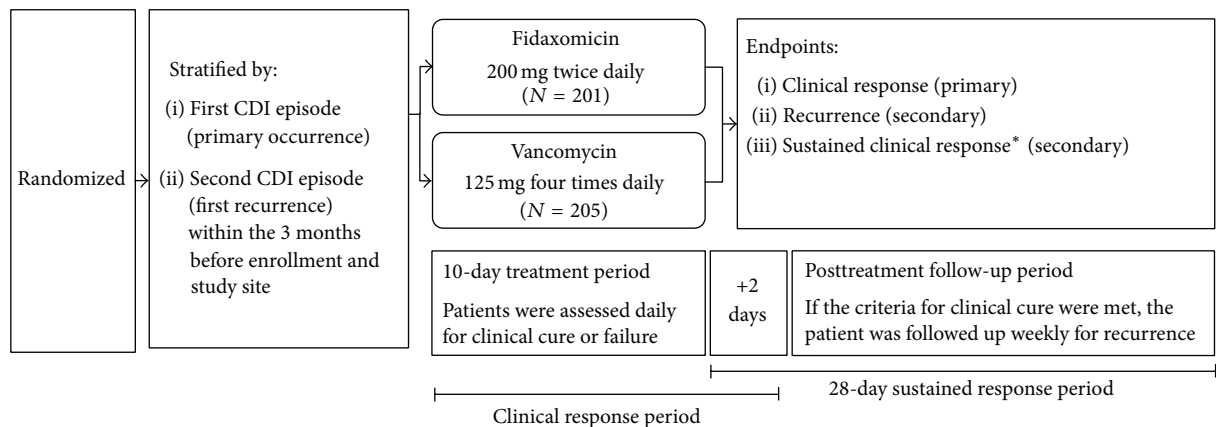 Randomized
Stratified by:
(i) First CDI episode
(primary occurrence)
(ii) Second CDI episode
(first recurrence)
within the 3 months
before enrollment and
study site
Fidaxomicin
200 mg twice daily
(N = 201)
Vancomycin
125 mg four times daily
(N = 205)
Endpoints:
(i) Clinical response (primary)
(ii) Recurrence (secondary)
(iii) Sustained clinical response* (secondary)
10-day treatment period
Patients were assessed daily
for clinical cure or failure
+2
days
Posttreatment follow-up period
If the criteria for clinical cure were met, the
patient was followed up weekly for recurrence
28-day sustained response period
Clinical response period